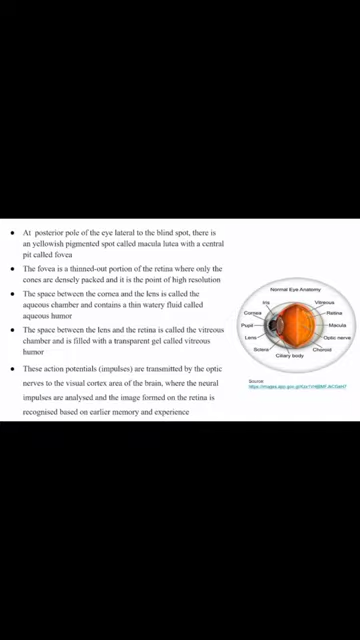 ● At posterior pole of the eye lateral to the blind spot, there is
an yellowish pigmented spot called macula lutea with a central
pit called fovea
● The fovea is a thinned-out portion of the retina where only the
cones are densely packed and it is the point of high resolution
● The space between the cornea and the lens is called the
aqueous chamber and contains a thin watery fluid called
aqueous humor
● The space between the lens and the retina is called the vitreous
chamber and is filled with a transparent gel called vitreous
humor
● These action potentials (impulses) are transmitted by the optic
nerves to the visual cortex area of the brain, where the neural
impulses are analysed and the image formed on the retina is
recognised based on earlier memory and experience
Normal Eye Anatomy
Iris
Vitreous
Cornea
Retina
Pupil
Macula
Lens
Optic nerve
Sclera
Choroid
Ciliary body
Source: